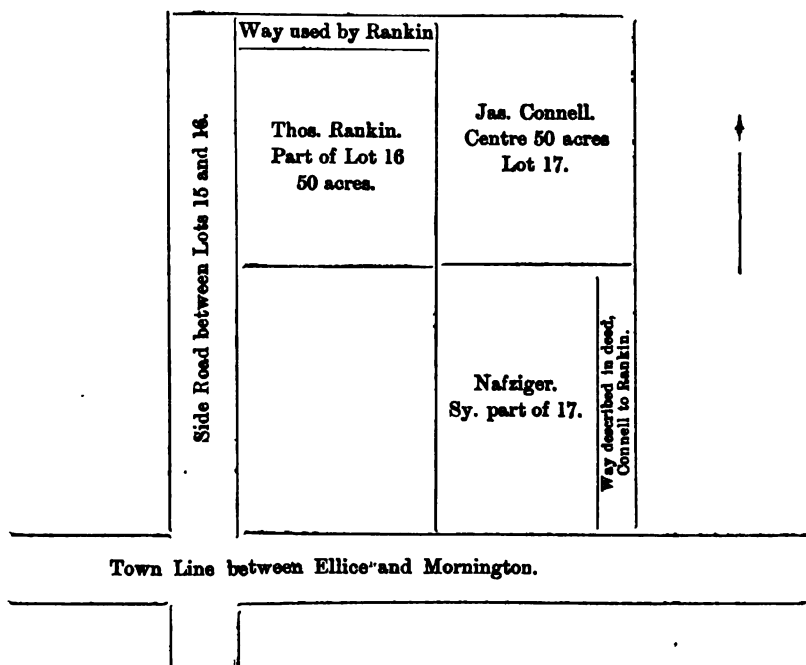 Way used by Rankin
Side Road between Lots 15 and 16.
Thos. Rankin.
Part of Lot 16
50 acres.
Jas. Connell.
Centre 50 acres
Lot 17.
Nafziger.
Sy. part of 17.
Way described in deed,
Connell to Rankin.
Town Line between Ellice and Mornington.